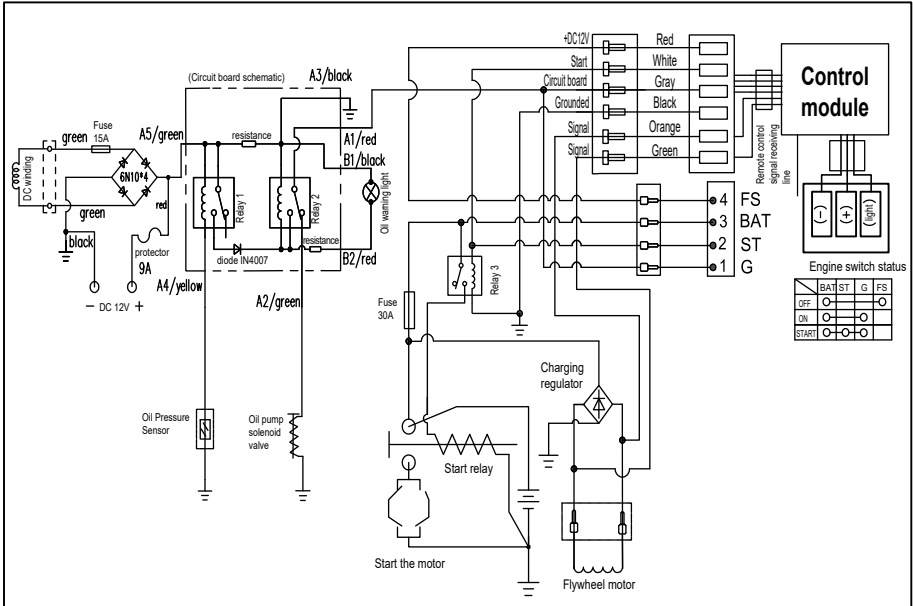 +DC12V
Red
Start
White
Circuit board
Gray
Grounded
Black
Signal
Orange
Signal
Green
Control
module
Remote control
signal receiving
line
(-)
(+)
(light)
Engine switch status
BAT ST G FS
OFF
ON
START
(Circuit board schematic)
A3/black
A5/green
resistance
A1/red
B1/black
Oil warning light
Relay 1
Relay 2
diode IN4007
resistance
B2/red
DC winding
green
Fuse
15A
6N10*4
red
green
black
protector
9A
− DC 12V +
A4/yellow
A2/green
4 FS
3 BAT
2 ST
1 G
Relay 3
Fuse
30A
Charging
regulator
Oil Pressure
Sensor
Oil pump
solenoid
valve
Start relay
Start the motor
Flywheel motor